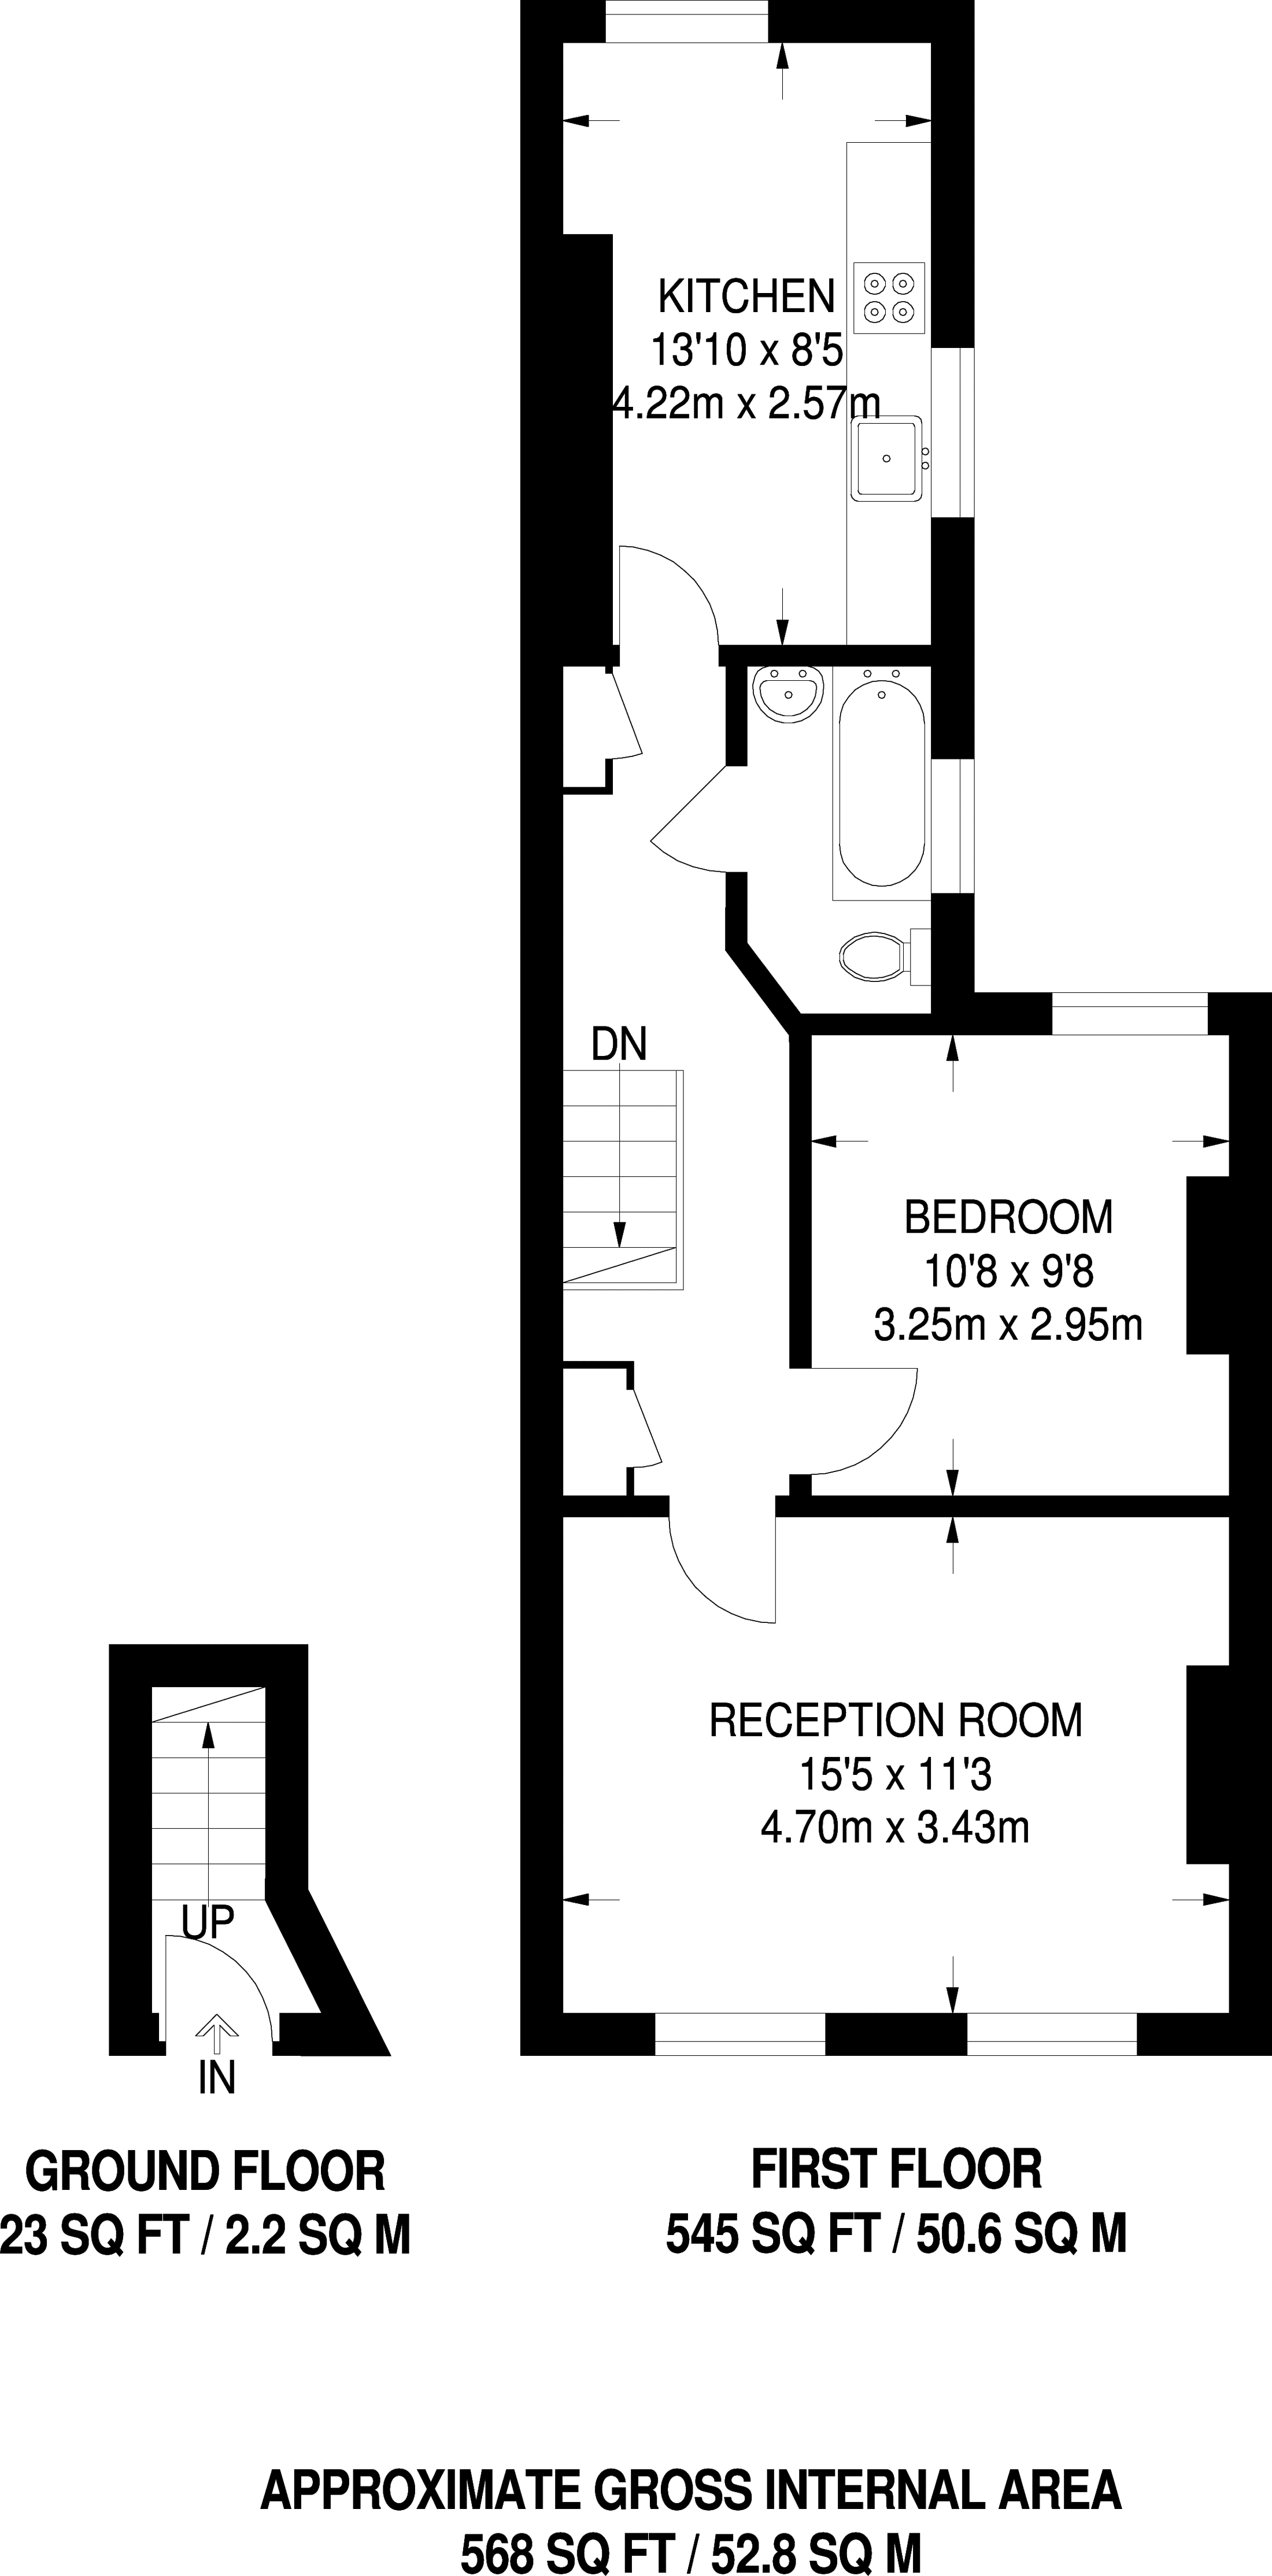 KITCHEN
13'10 x 8'5
4.22m x 2.57m
DN
BEDROOM
10'8 x 9'8
3.25m x 2.95m
RECEPTION ROOM
15'5 x 11'3
4.70m x 3.43m
UP
IN
GROUND FLOOR
23 SQ FT / 2.2 SQ M
FIRST FLOOR
545 SQ FT / 50.6 SQ M
APPROXIMATE GROSS INTERNAL AREA
568 SQ FT / 52.8 SQ M